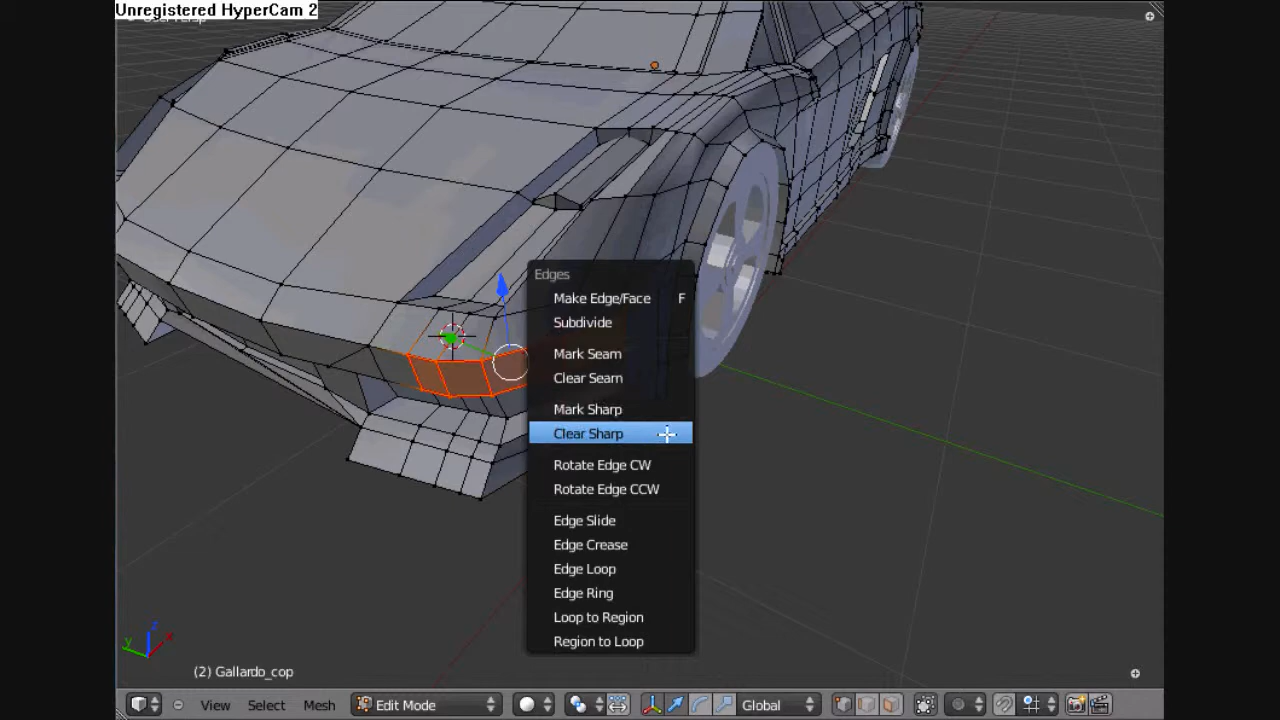 Unregistered HyperCam 2
Edges
Make Edge/Face F
Subdivide
Mark Seam
Clear Seam
Mark Sharp
Clear Sharp
Rotate Edge CW
Rotate Edge CCW
Edge Slide
Edge Crease
Edge Loop
Edge Ring
Loop to Region
Region to Loop
z
y x
(2) Gallardo_cop
View Select Mesh Edit Mode Global